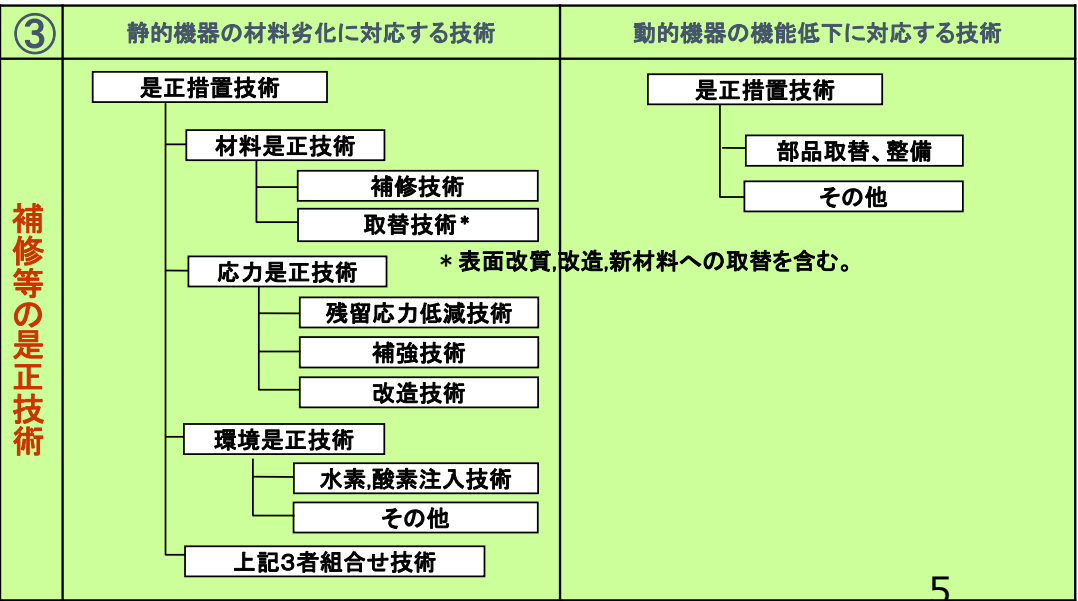 ③
静的機器の材料劣化に対応する技術
動的機器の機能低下に対応する技術
補修等の是正技術
是正措置技術
材料是正技術
補修技術
取替技術*
*表面改質,改造,新材料への取替を含む。
応力是正技術
残留応力低減技術
補強技術
改造技術
環境是正技術
水素,酸素注入技術
その他
上記3者組合せ技術
是正措置技術
部品取替、整備
その他
5